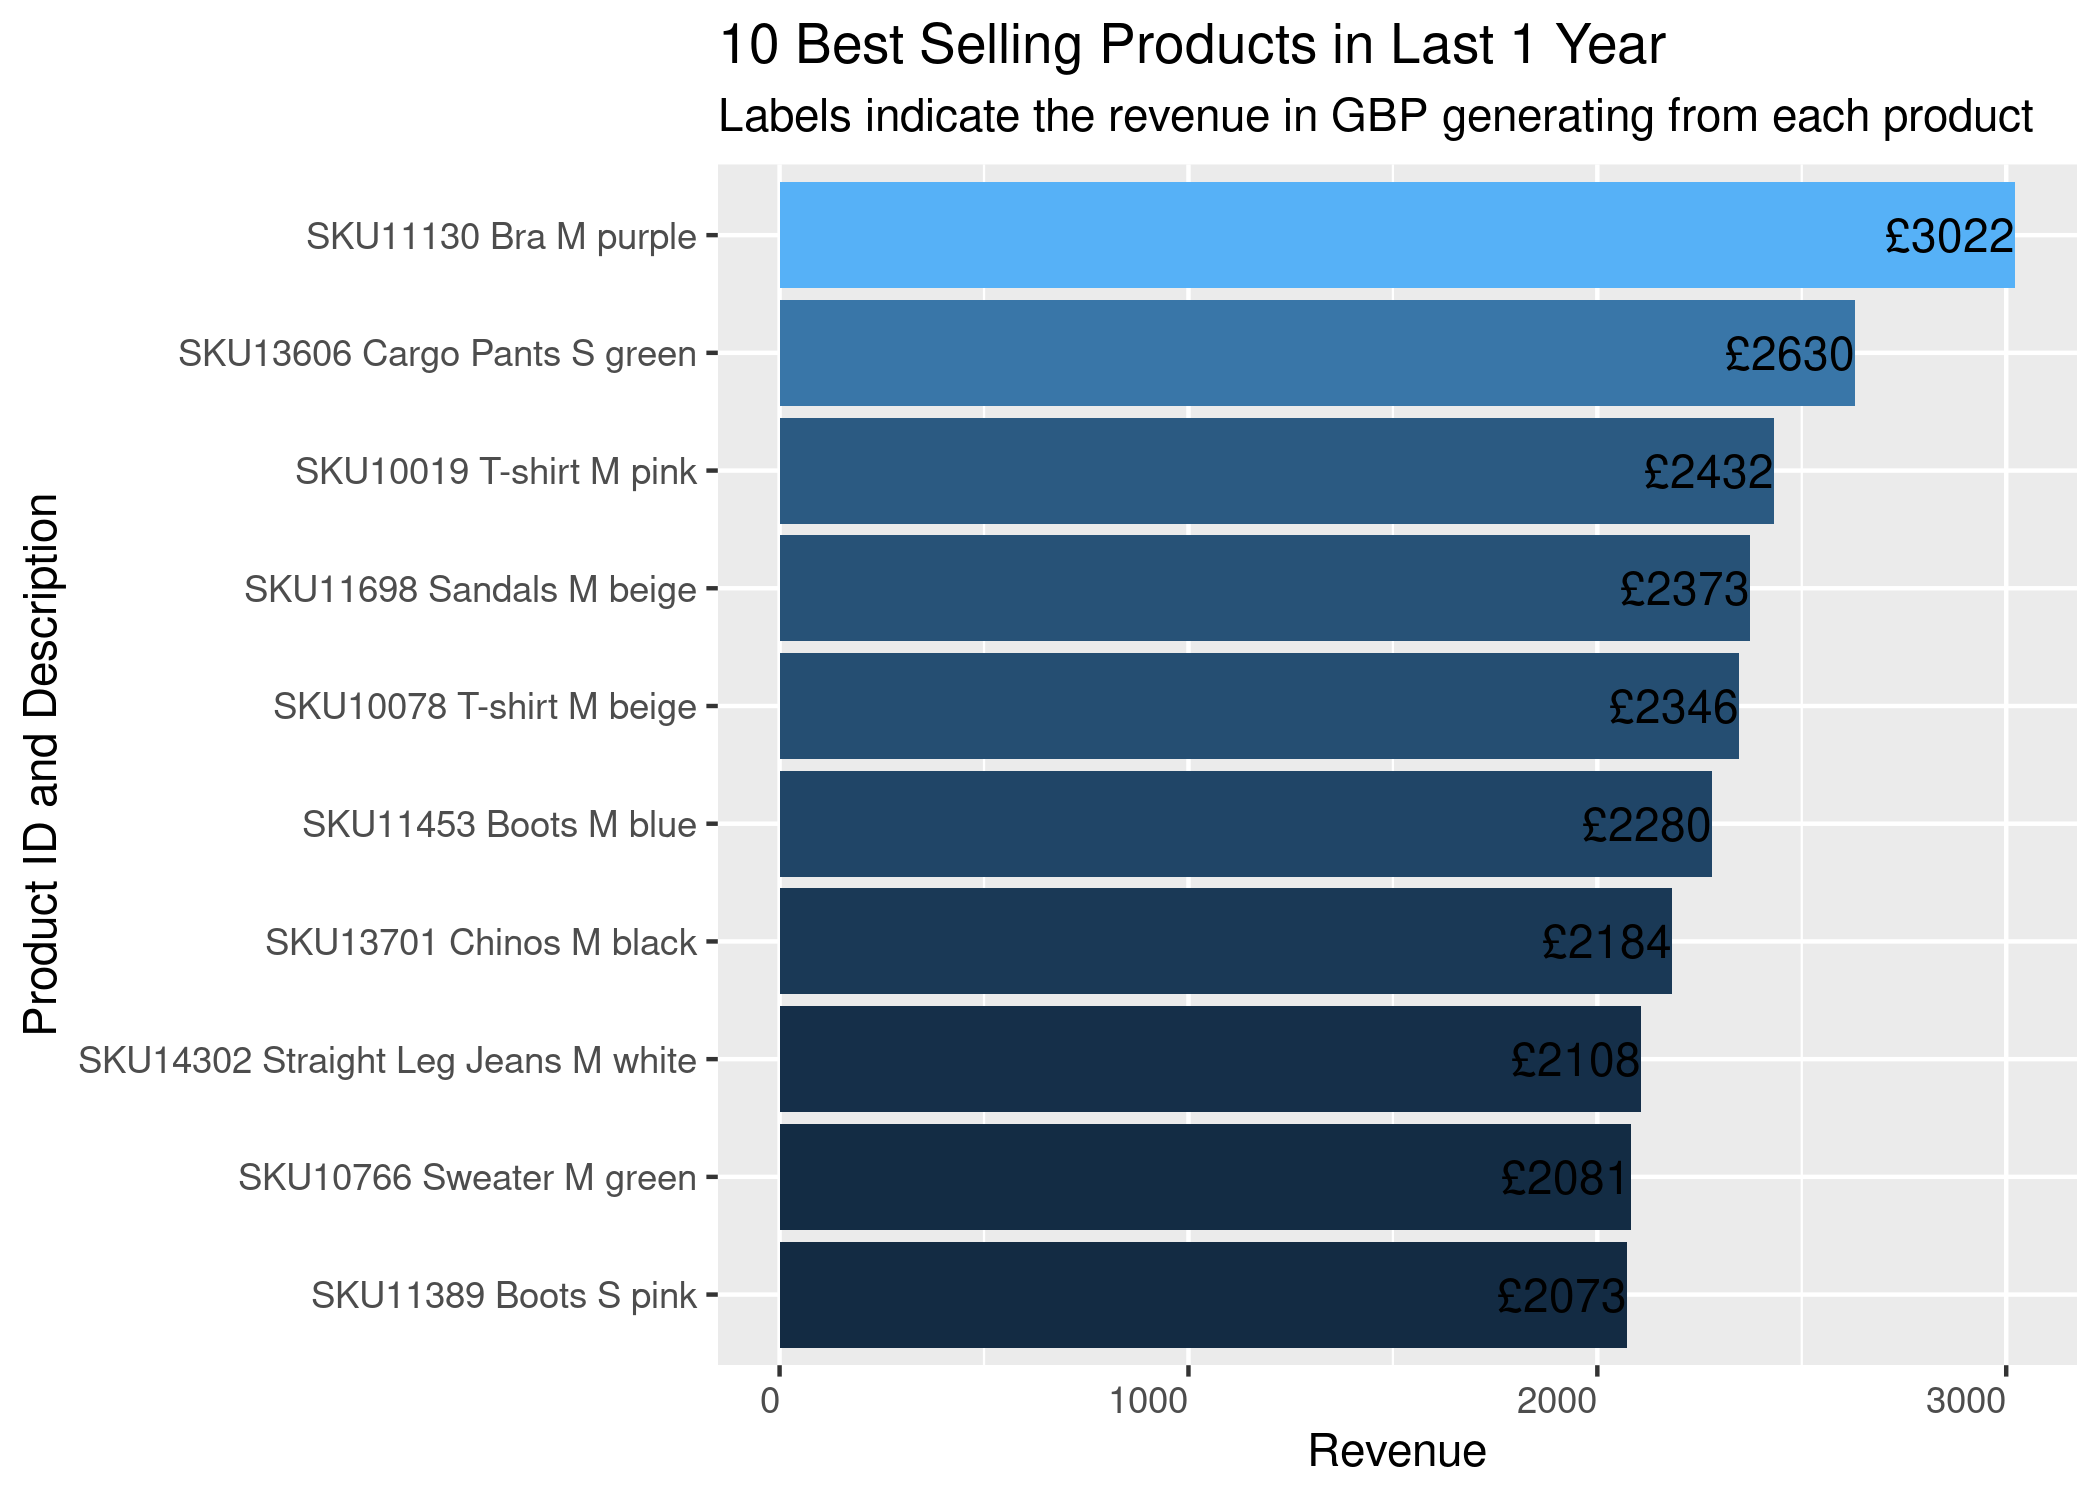 10 Best Selling Products in Last 1 Year
Labels indicate the revenue in GBP generating from each product
Product ID and Description
SKU11130 Bra M purple £3022
SKU13606 Cargo Pants S green £2630
SKU10019 T-shirt M pink £2432
SKU11698 Sandals M beige £2373
SKU10078 T-shirt M beige £2346
SKU11453 Boots M blue £2280
SKU13701 Chinos M black £2184
SKU14302 Straight Leg Jeans M white £2108
SKU10766 Sweater M green £2081
SKU11389 Boots S pink £2073
0 1000 2000 3000
Revenue